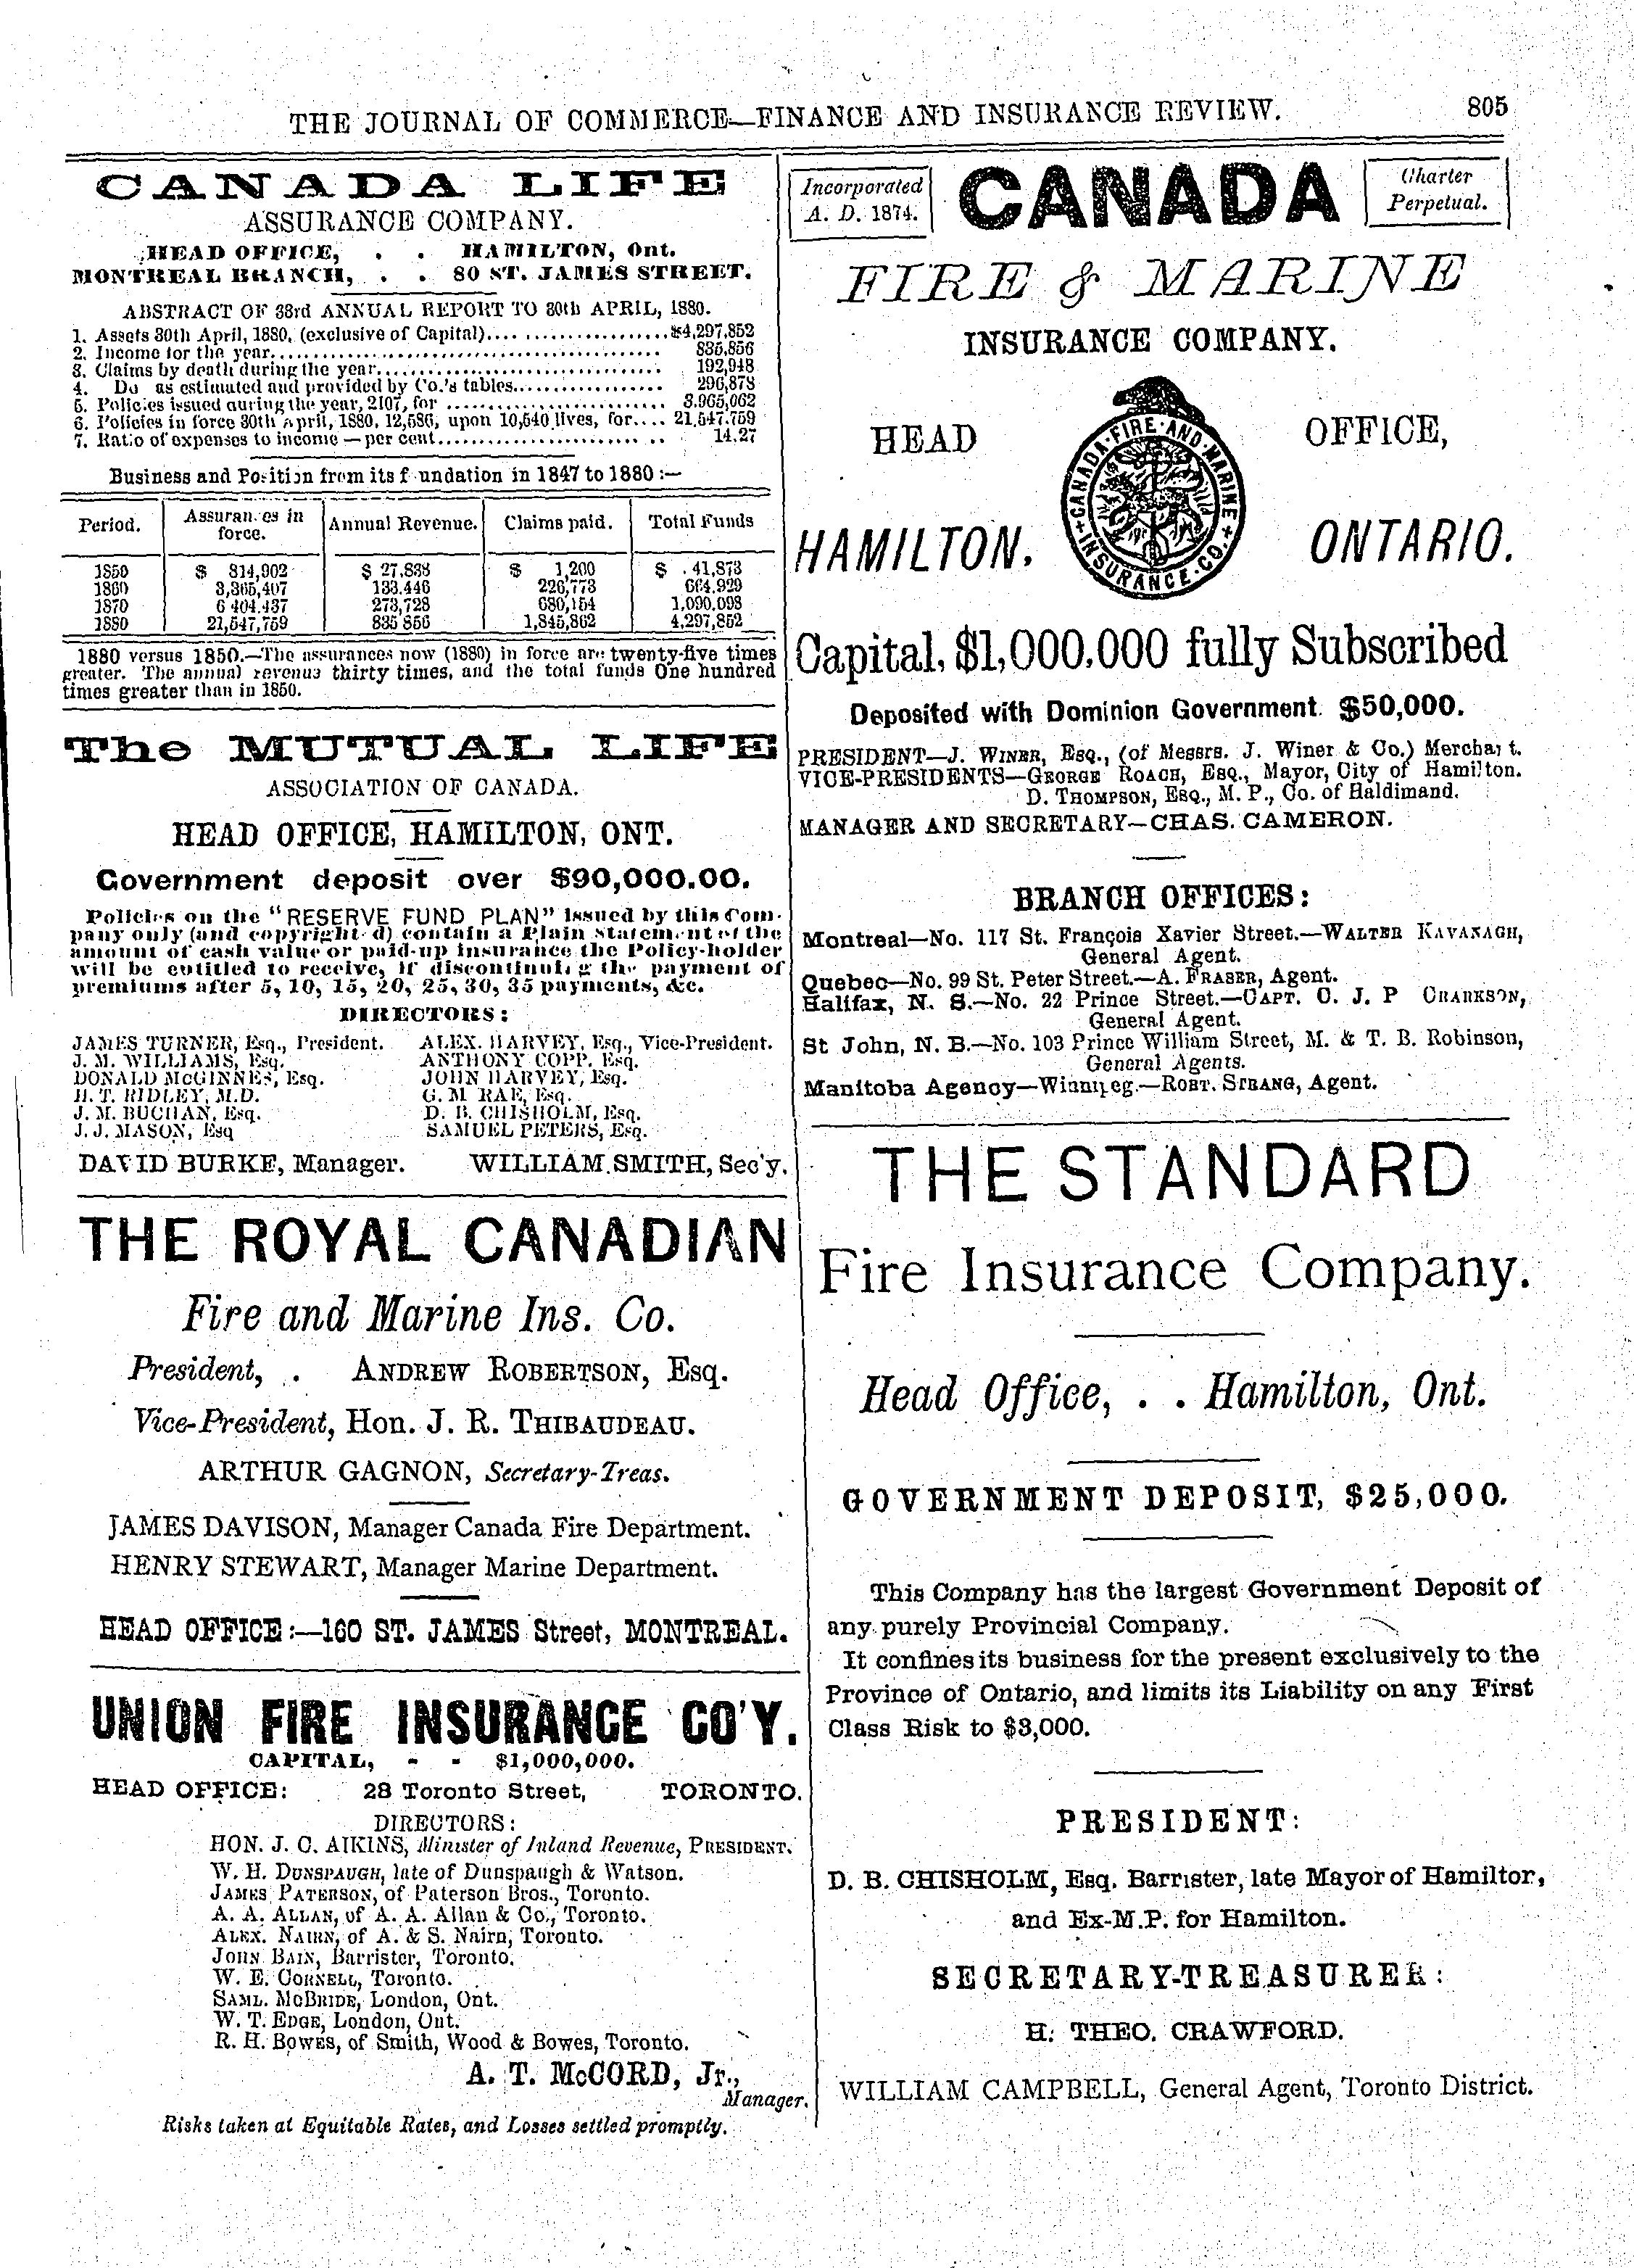 THE JOURNAL OF COMMERCE—FINANCE AND INSURANCE REVIEW. 805
CANADA LIFE
ASSURANCE COMPANY.
HEAD OFFICE, . . HAMILTON, Ont.
MONTREAL BRANCH, . . 80 ST. JAMES STREET.
ABSTRACT OF 33rd ANNUAL REPORT TO 30th APRIL, 1880.
1. Assets 30th April, 1880, (exclusive of Capital).... ................$4,297,852
2. Income for the year.................................................. 835,856
3. Claims by death during the year..................................... 192,948
4. Do as estimated and provided by Co.'s tables.................. 296,878
5. Policies issued during the year, 2107, for ........................ 3,965,062
6. Policies in force 30th April, 1880, 12,586, upon 10,540 lives, for.... 21,547,759
7. Ratio of expenses to income — per cent........................ .. 14.27
Business and Position from its f undation in 1847 to 1880 :—
Period. Assurances in force. Annual Revenue. Claims paid. Total Funds
1850 $ 814,902 $ 27,838 $ 1,200 $ 41,873
1860 3,365,407 133,446 226,773 664,929
1870 6 404,437 273,728 680,154 1,090,098
1880 21,547,759 835 856 1,845,862 4,297,852
1880 versus 1850.—The assurances now (1880) in force are twenty-five times
greater. The annual revenue thirty times, and the total funds One hundred
times greater than in 1850.
The MUTUAL LIFE
ASSOCIATION OF CANADA.
HEAD OFFICE, HAMILTON, ONT.
Government deposit over $90,000.00.
Policies on the "RESERVE FUND PLAN" issued by this Com-
pany only (and copyright d) contain a Plain statem nt of the
amount of cash value or paid-up insurance the Policy-holder
will be entitled to receive, if discontinuing the payment of
premiums after 5, 10, 15, 20, 25, 30, 35 payments, &c.
DIRECTORS:
JAMES TURNER, Esq., President. ALEX. HARVEY, Esq., Vice-President.
J. M. WILLIAMS, Esq. ANTHONY COPP, Esq.
DONALD McGINNES, Esq. JOHN HARVEY, Esq.
H. T. RIDLEY, M.D. G. M RAE, Esq.
J. M. BUCHAN, Esq. D. B. CHISHOLM, Esq.
J. J. MASON, Esq SAMUEL PETERS, Esq.
DAVID BURKE, Manager. WILLIAM SMITH, Sec'y.
THE ROYAL CANADIAN
Fire and Marine Ins. Co.
President, . ANDREW ROBERTSON, Esq.
Vice-President, Hon. J. R. THIBAUDEAU.
ARTHUR GAGNON, Secretary-Treas.
JAMES DAVISON, Manager Canada Fire Department.
HENRY STEWART, Manager Marine Department.
HEAD OFFICE:—160 ST. JAMES Street, MONTREAL.
UNION FIRE INSURANCE CO'Y.
CAPITAL, - - $1,000,000.
HEAD OFFICE: 28 Toronto Street, TORONTO.
DIRECTORS:
HON. J. C. AIKINS, Minister of Inland Revenue, PRESIDENT.
W. H. DUNSPAUGH, late of Dunspaugh & Watson.
JAMES PATERSON, of Paterson Bros., Toronto.
A. A. ALLAN, of A. A. Allan & Co., Toronto.
ALEX. NAIRN, of A. & S. Nairn, Toronto.
JOHN BAIN, Barrister, Toronto.
W. E. CORNELL, Toronto.
SAML. MCBRIDE, London, Ont.
W. T. EDGE, London, Ont.
R. H. BOWES, of Smith, Wood & Bowes, Toronto.
A. T. McCORD, Jr.,
Manager.
Risks taken at Equitable Rates, and Losses settled promptly.
Incorporated A. D. 1874. CANADA Charter Perpetual.
FIRE & MARINE
INSURANCE COMPANY.
HEAD OFFICE,
CANADA·FIRE·AND·MARINE INSURANCE·CO.
HAMILTON, ONTARIO.
Capital, $1,000,000 fully Subscribed
Deposited with Dominion Government. $50,000.
PRESIDENT—J. WINER, ESQ., (of Messrs. J. Winer & Co.) Merchant.
VICE-PRESIDENTS—GEORGE ROACH, ESQ., Mayor, City of Hamilton.
D. THOMPSON, ESQ., M. P., Co. of Haldimand.
MANAGER AND SECRETARY—CHAS. CAMERON.
BRANCH OFFICES:
Montreal—No. 117 St. François Xavier Street.—WALTER KAVANAGH,
General Agent.
Quebec—No. 99 St. Peter Street.—A. FRASER, Agent.
Halifax, N. S.—No. 22 Prince Street.—CAPT. C. J. P CRANKSON,
General Agent.
St John, N. B.—No. 103 Prince William Street, M. & T. B. Robinson,
General Agents.
Manitoba Agency—Winnipeg.—ROBT. STRANG, Agent.
THE STANDARD
Fire Insurance Company.
Head Office, . . Hamilton, Ont.
GOVERNMENT DEPOSIT, $25,000.
This Company has the largest Government Deposit of
any purely Provincial Company.
It confines its business for the present exclusively to the
Province of Ontario, and limits its Liability on any First
Class Risk to $3,000.
PRESIDENT:
D. B. CHISHOLM, Esq. Barrister, late Mayor of Hamilton,
and Ex-M.P. for Hamilton.
SECRETARY-TREASURER:
H. THEO. CRAWFORD.
WILLIAM CAMPBELL, General Agent, Toronto District.